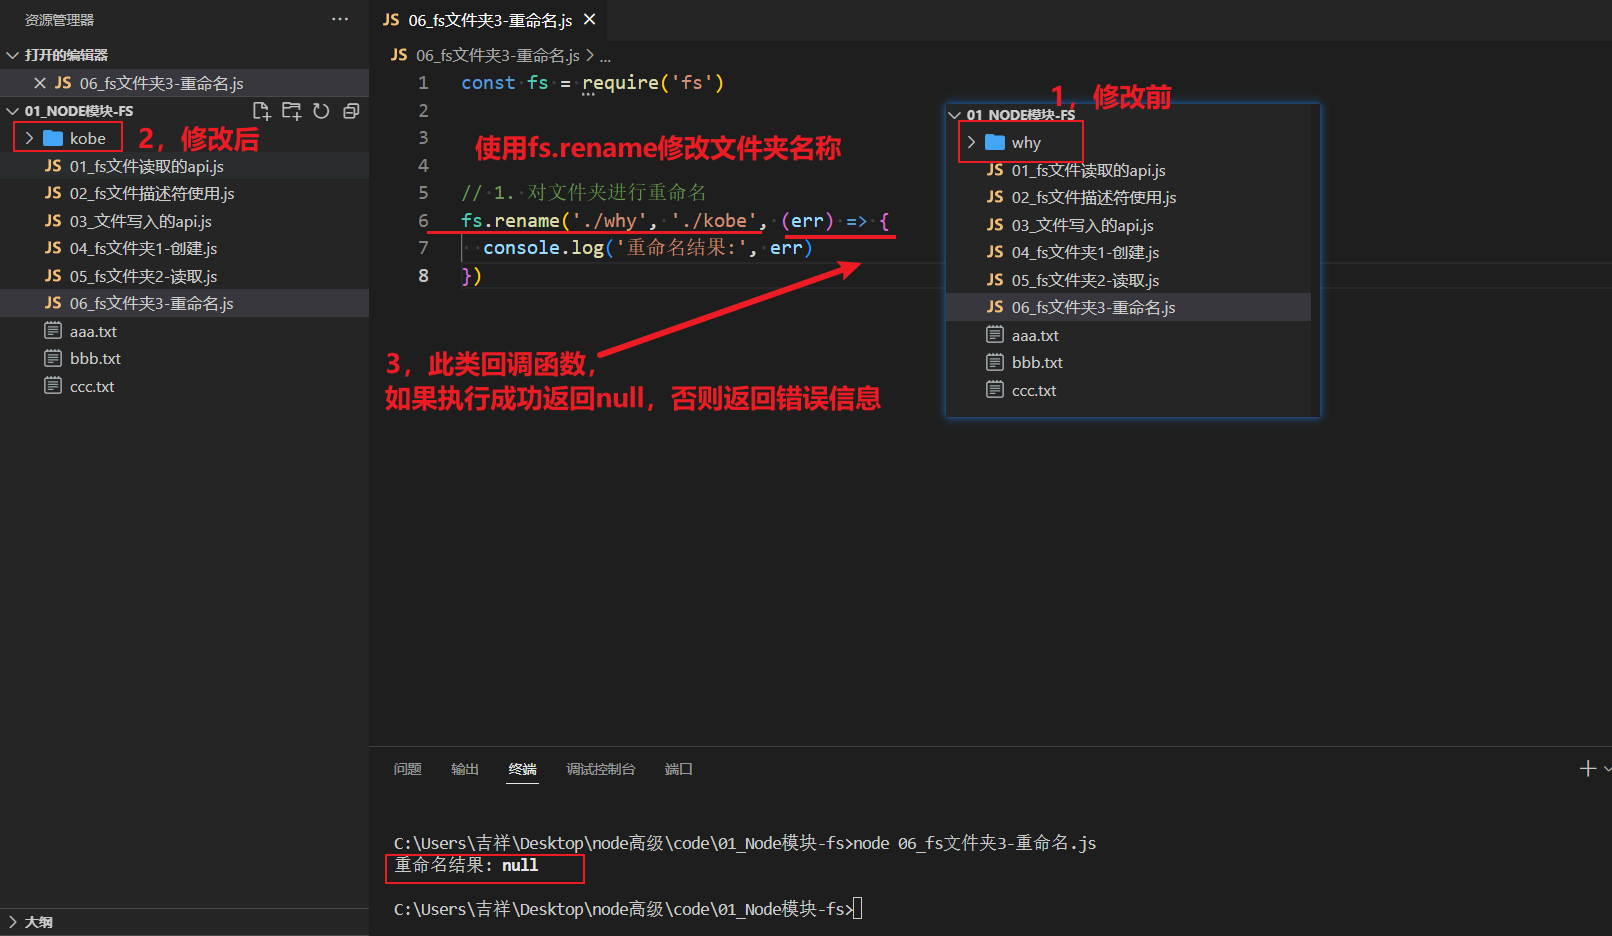 资源管理器
···
打开的编辑器
JS 06_fs文件夹3-重命名.js
01_NODE模块-FS
kobe
2，修改后
JS 01_fs文件读取的api.js
JS 02_fs文件描述符使用.js
JS 03_文件写入的api.js
JS 04_fs文件夹1-创建.js
JS 05_fs文件夹2-读取.js
JS 06_fs文件夹3-重命名.js
aaa.txt
bbb.txt
ccc.txt
大纲
JS 06_fs文件夹3-重命名.js
JS 06_fs文件夹3-重命名.js > ...
1 const fs = require('fs')
2
3
使用fs.rename修改文件夹名称
4
5 // 1. 对文件夹进行重命名
6 fs.rename('./why', './kobe', (err) => {
7 console.log('重命名结果:', err)
8 })
3，此类回调函数，
如果执行成功返回null，否则返回错误信息
1，修改前
01_NODE模块-FS
why
JS 01_fs文件读取的api.js
JS 02_fs文件描述符使用.js
JS 03_文件写入的api.js
JS 04_fs文件夹1-创建.js
JS 05_fs文件夹2-读取.js
JS 06_fs文件夹3-重命名.js
aaa.txt
bbb.txt
ccc.txt
问题 输出 终端 调试控制台 端口
C:\Users\吉祥\Desktop\node高级\code\01_Node模块-fs>node 06_fs文件夹3-重命名.js
重命名结果: null
C:\Users\吉祥\Desktop\node高级\code\01_Node模块-fs>